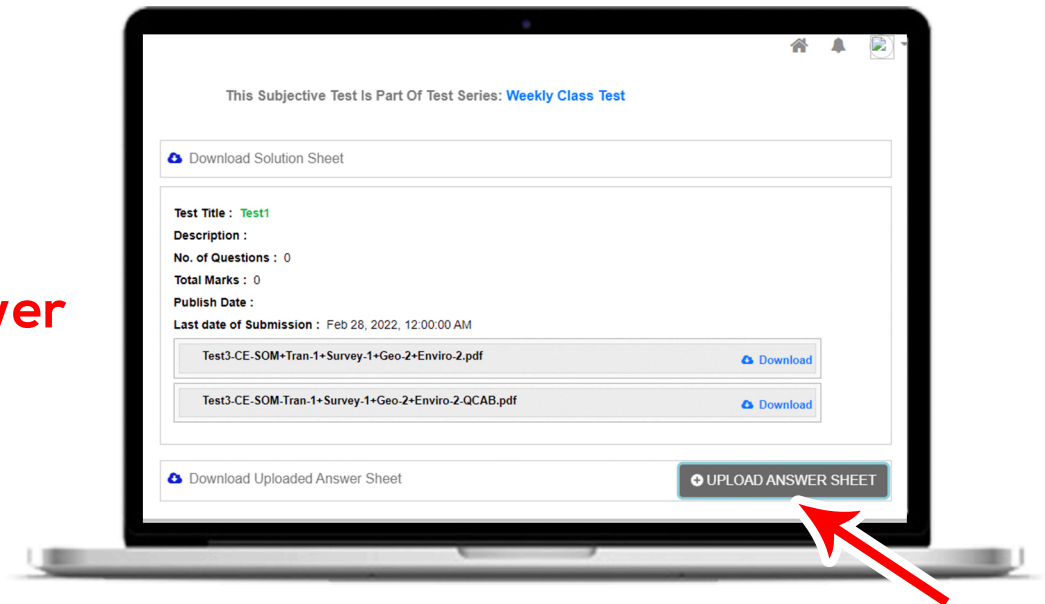 This Subjective Test Is Part Of Test Series: Weekly Class Test
Download Solution Sheet
Test Title : Test1
Description :
No. of Questions : 0
Total Marks : 0
Publish Date :
Last date of Submission : Feb 28, 2022, 12:00:00 AM
Test3-CE-SOM+Tran-1+Survey-1+Geo-2+Enviro-2.pdf Download
Test3-CE-SOM-Tran-1+Survey-1+Geo-2+Enviro-2-QCAB.pdf Download
Download Uploaded Answer Sheet UPLOAD ANSWER SHEET